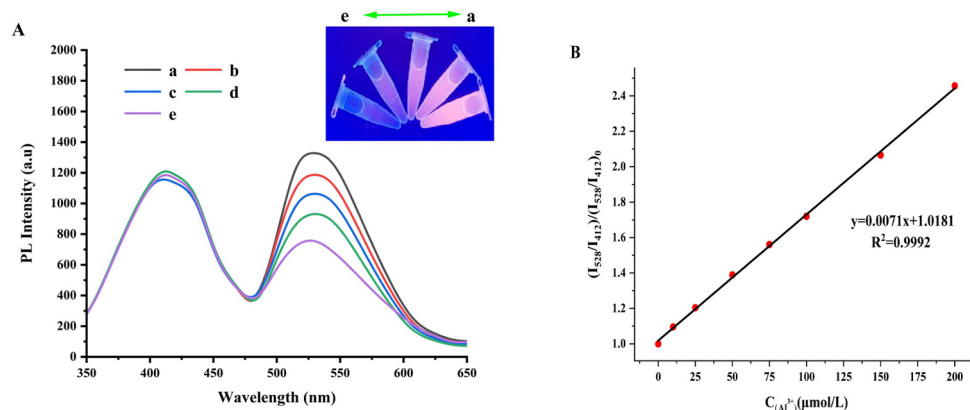 e a
A
a b
c d
e
PL Intensity (a.u)
2000
1800
1600
1400
1200
1000
800
600
400
200
0
350 400 450 500 550 600 650
Wavelength (nm)
B
(I₅₂₈/I₄₁₂)/(I₅₂₈/I₄₁₂)₀
2.4
2.2
2.0
1.8
1.6
1.4
1.2
1.0
y=0.0071x+1.0181
R²=0.9992
0 25 50 75 100 125 150 175 200
C(Al³⁺)(μmol/L)